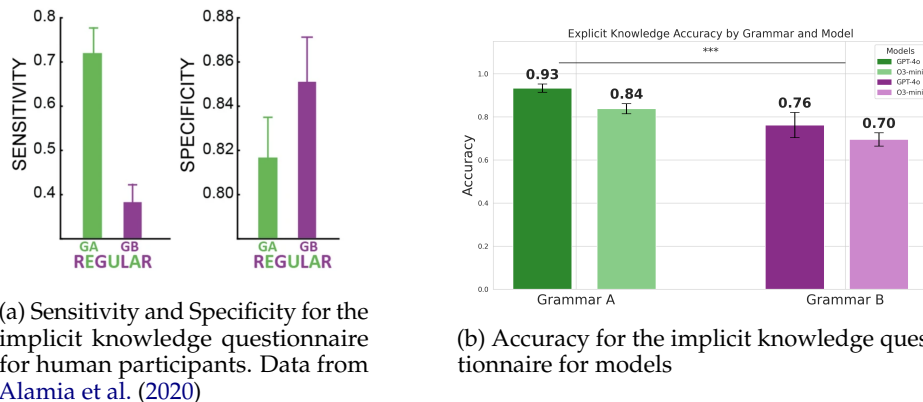 0.8
0.7
0.6
0.5
0.4
SENSITIVITY
GA GB
REGULAR
0.88
0.86
0.84
0.82
0.80
SPECIFICITY
GA GB
REGULAR
(a) Sensitivity and Specificity for the
implicit knowledge questionnaire
for human participants. Data from
Alamia et al. (2020)
Explicit Knowledge Accuracy by Grammar and Model
***
Models
GPT-4o
O3-mini
GPT-4o
O3-mini
1.0
0.8
0.6
0.4
0.2
0.0
Accuracy
0.93
0.84
0.76
0.70
Grammar A
Grammar B
(b) Accuracy for the implicit knowledge ques
tionnaire for models